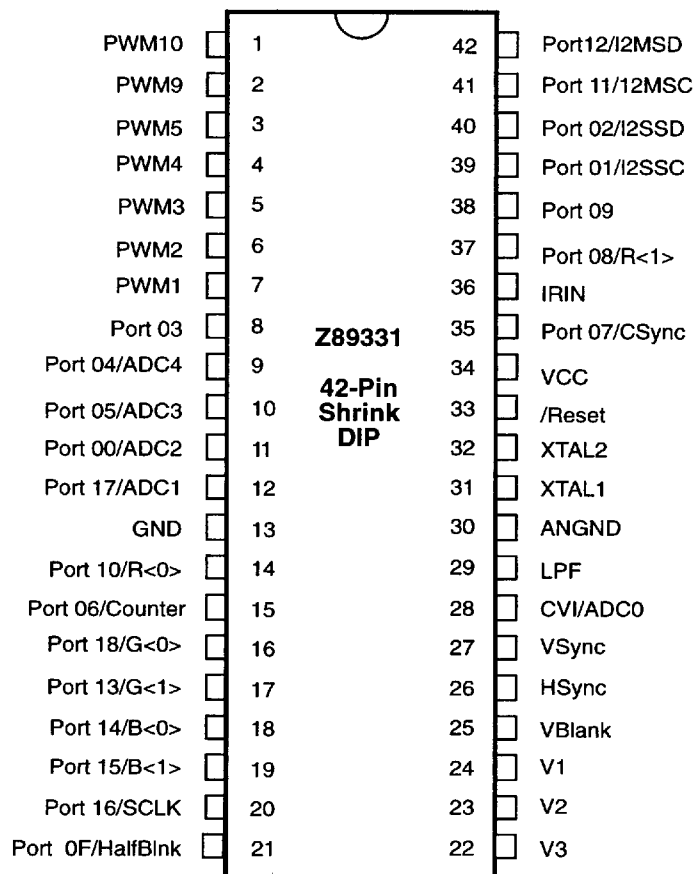 PWM10 1 42 Port12/I2MSD
PWM9 2 41 Port 11/12MSC
PWM5 3 40 Port 02/I2SSD
PWM4 4 39 Port 01/I2SSC
PWM3 5 38 Port 09
PWM2 6 37 Port 08/R<1>
PWM1 7 36 IRIN
Port 03 8 35 Port 07/CSync
Z89331
Port 04/ADC4 9 34 VCC
42-Pin
Port 05/ADC3 10 33 /Reset
Shrink
DIP
Port 00/ADC2 11 32 XTAL2
Port 17/ADC1 12 31 XTAL1
GND 13 30 ANGND
Port 10/R<0> 14 29 LPF
Port 06/Counter 15 28 CVI/ADC0
Port 18/G<0> 16 27 VSync
Port 13/G<1> 17 26 HSync
Port 14/B<0> 18 25 VBlank
Port 15/B<1> 19 24 V1
Port 16/SCLK 20 23 V2
Port 0F/HalfBlnk 21 22 V3